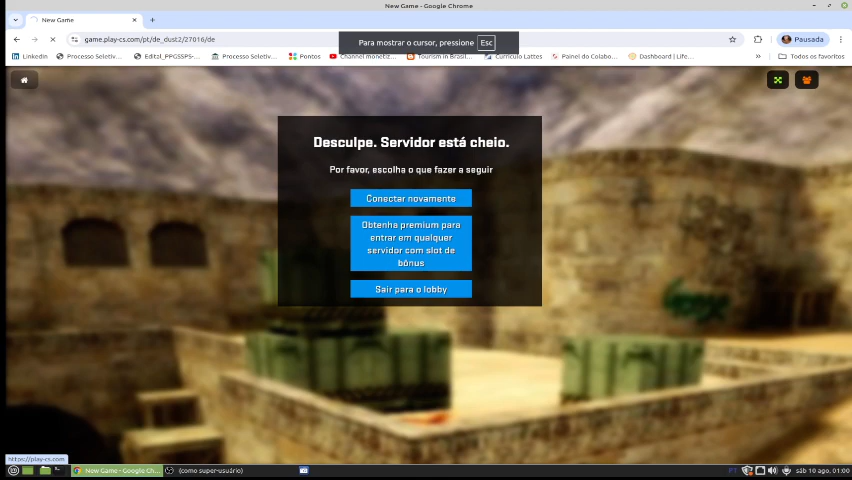 New Game - Google Chrome
New Game
game.play-cs.com/pt/de_dust2/27016/de
Para mostrar o cursor, pressione Esc
Pausada
LinkedIn
Processo Seletiv...
Edital_PPGSSPS-...
Processo Seletiv...
Pontos
Channel monetiz...
Tourism in Brasil...
Currículo Lattes
Painel do Colabo...
Dashboard | Life...
Todos os favoritos
Desculpe. Servidor está cheio.
Por favor, escolha o que fazer a seguir
Conectar novamente
Obtenha premium para
entrar em qualquer
servidor com slot de
bônus
Sair para o lobby
https://play-cs.com
New Game - Google Ch...
(como super-usuário)
PT
sáb 10 ago, 01:00